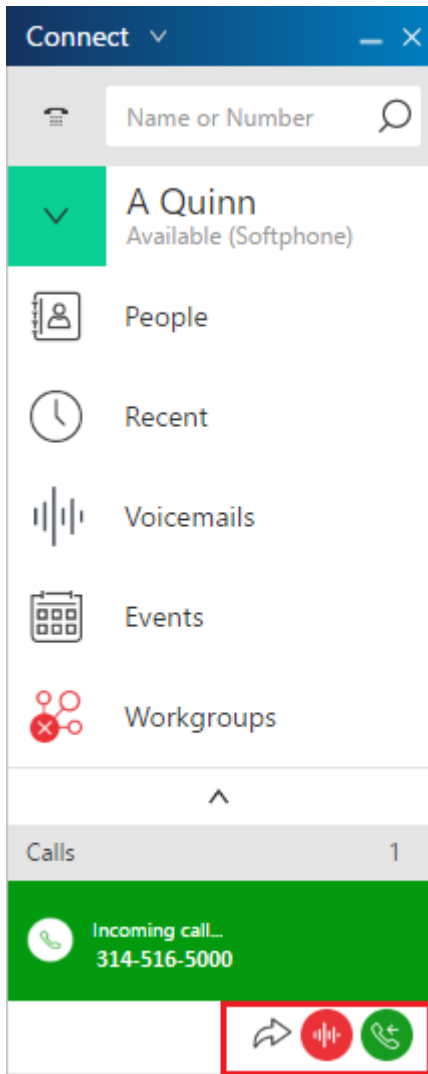 Connect
Name or Number
A Quinn
Available (Softphone)
People
Recent
Voicemails
Events
Workgroups
Calls 1
Incoming call...
314-516-5000